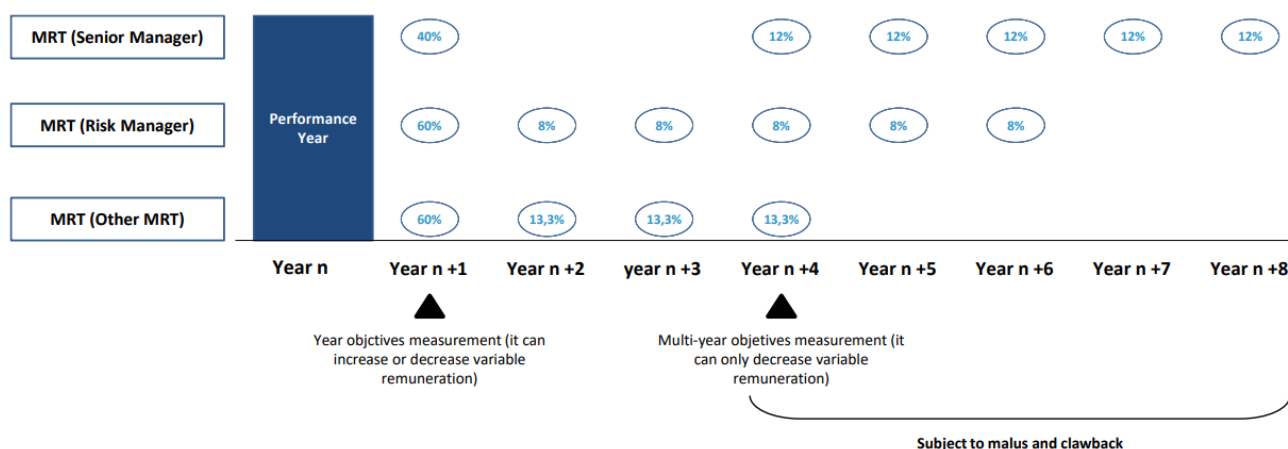 MRT (Senior Manager)
40%
12%
12%
12%
12%
12%
MRT (Risk Manager)
Performance
Year
60%
8%
8%
8%
8%
8%
MRT (Other MRT)
60%
13,3%
13,3%
13,3%
Year n
Year n +1
Year n +2
year n +3
Year n +4
Year n +5
Year n +6
Year n +7
Year n +8
Year objctives measurement (it can
increase or decrease variable
remuneration)
Multi-year objetives measurement (it
can only decrease variable
remuneration)
Subject to malus and clawback